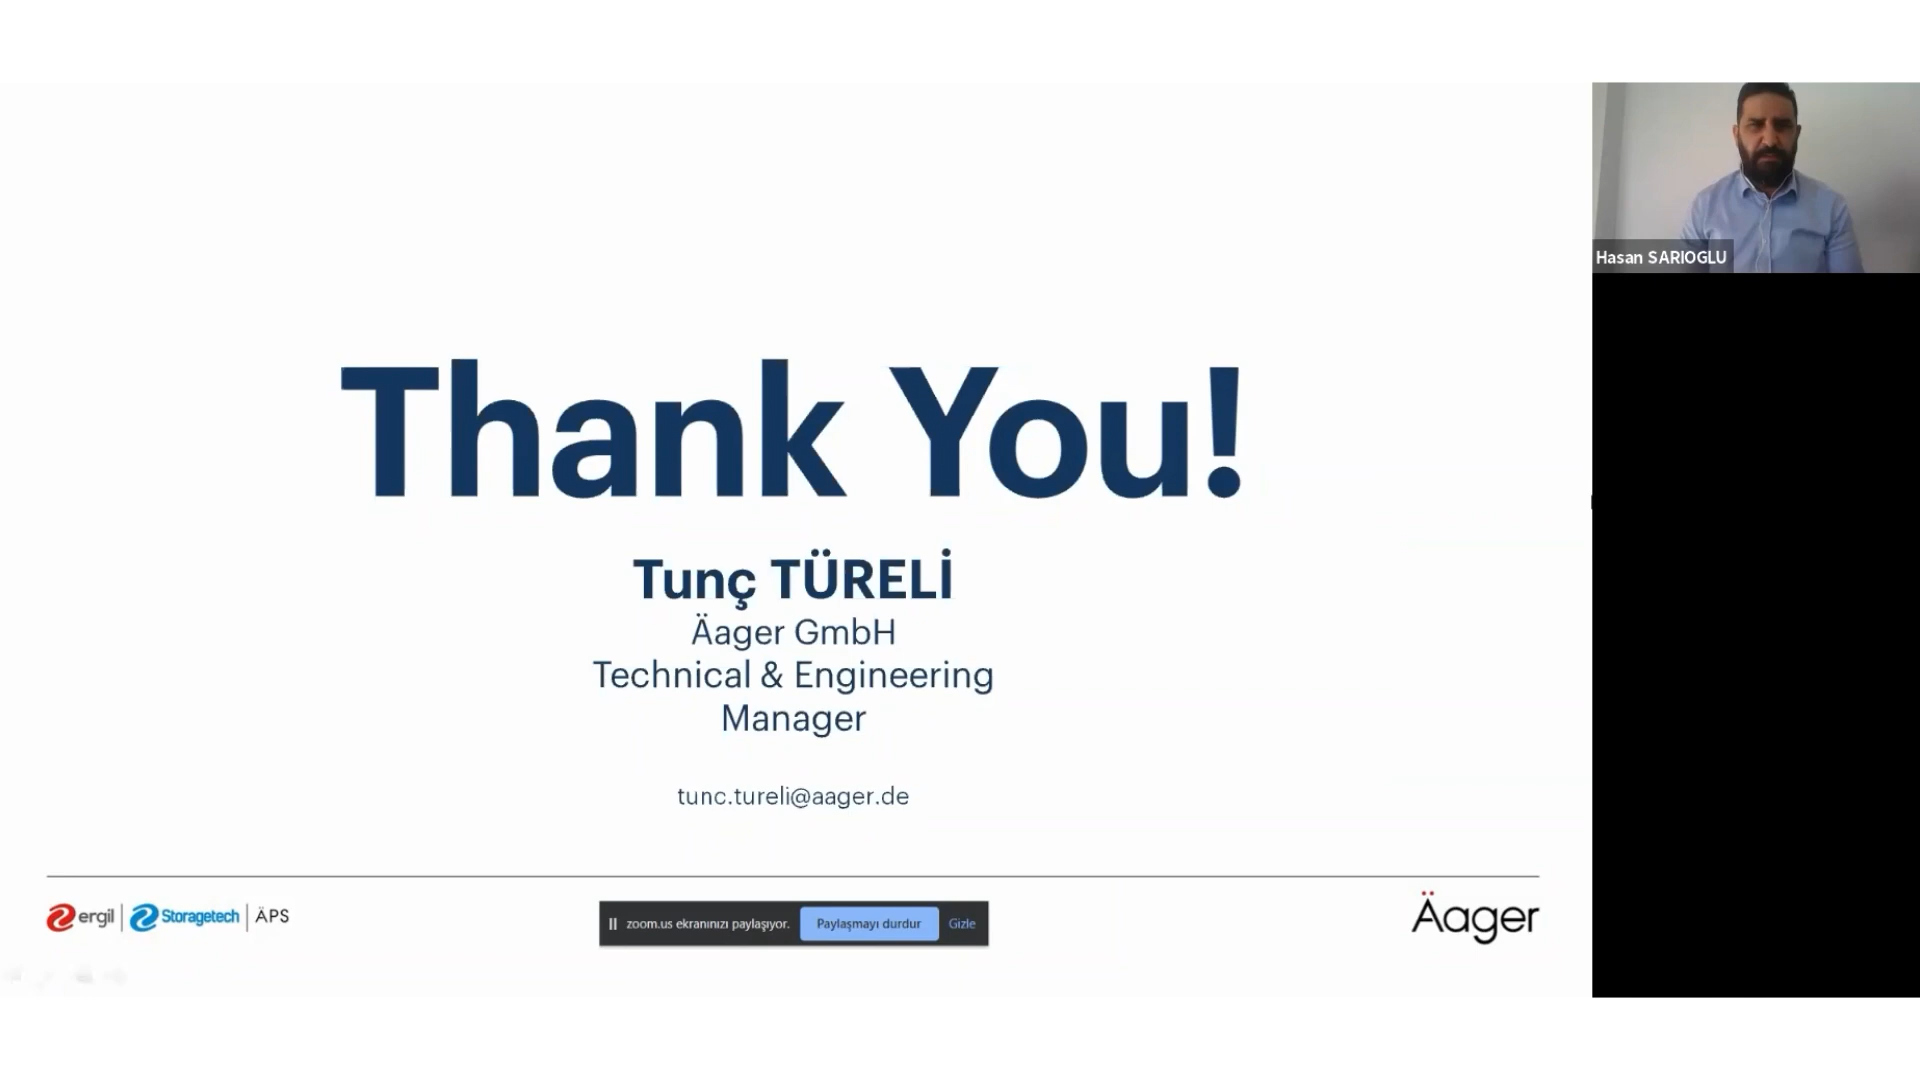 Hasan SARIOGLU
Thank You!
Tunç TÜRELİ
Äager GmbH
Technical & Engineering
Manager
tunc.tureli@aager.de
ergil | Storagetech | ÄPS
zoom.us ekranınızı paylaşıyor. Paylaşmayı durdur Gizle
Äager